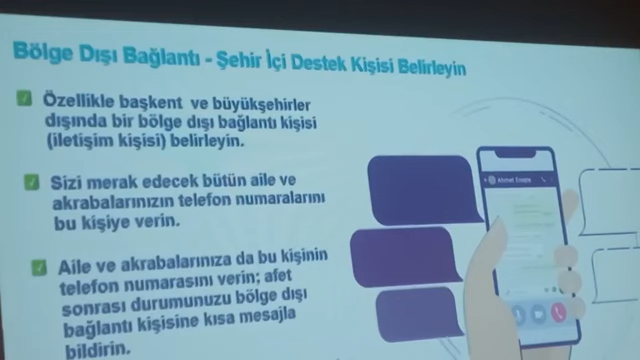 Bölge Dışı Bağlantı - Şehir İçi Destek Kişisi Belirleyin
Özellikle başkent ve büyükşehirler
dışında bir bölge dışı bağlantı kişisi
(iletişim kişisi) belirleyin.
Sizi merak edecek bütün aile ve
akrabalarınızın telefon numaralarını
bu kişiye verin.
Aile ve akrabalarınıza da bu kişinin
telefon numarasını verin; afet
sonrası durumunuzu bölge dışı
bağlantı kişisine kısa mesajla
bildirin.
Ahmet